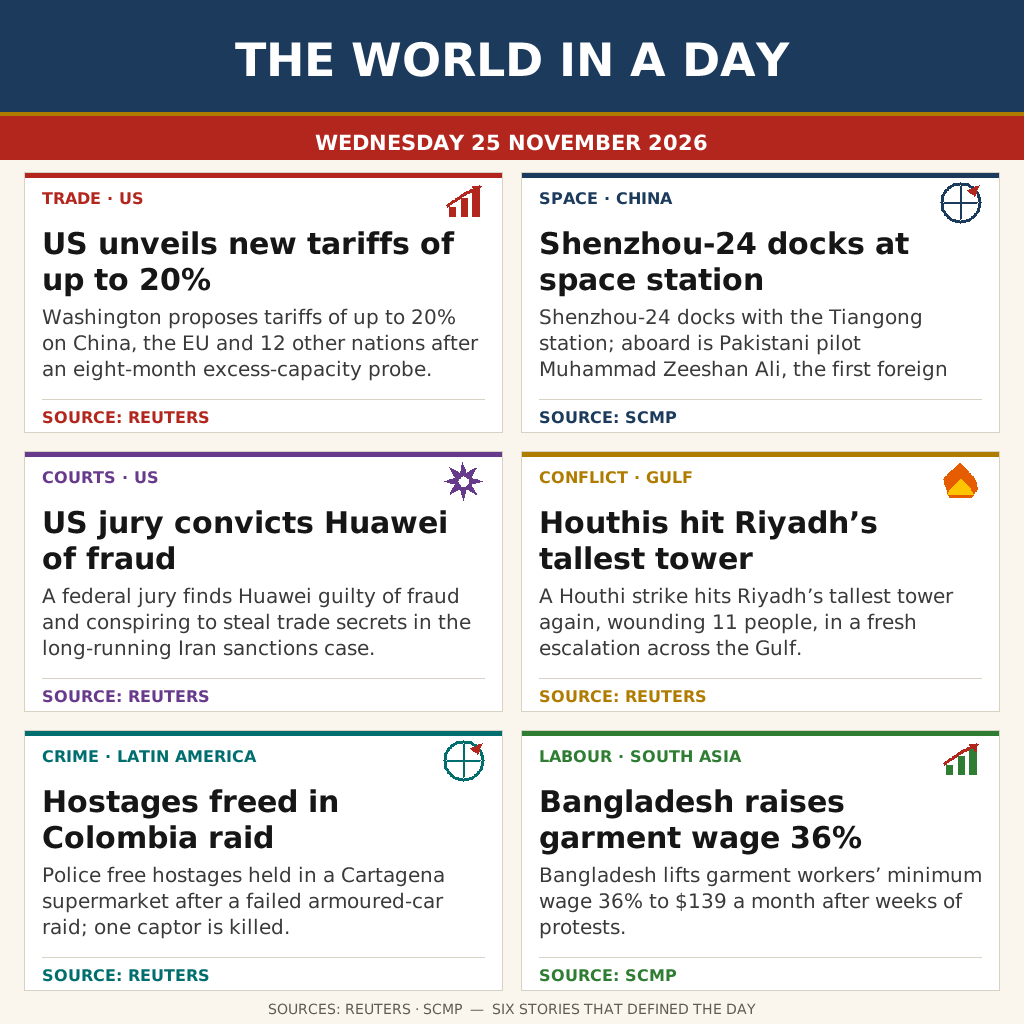 THE WORLD IN A DAY
WEDNESDAY 25 NOVEMBER 2026
TRADE · US
US unveils new tariffs of
up to 20%
Washington proposes tariffs of up to 20%
on China, the EU and 12 other nations after
an eight-month excess-capacity probe.
SOURCE: REUTERS
SPACE · CHINA
Shenzhou-24 docks at
space station
Shenzhou-24 docks with the Tiangong
station; aboard is Pakistani pilot
Muhammad Zeeshan Ali, the first foreign
SOURCE: SCMP
COURTS · US
US jury convicts Huawei
of fraud
A federal jury finds Huawei guilty of fraud
and conspiring to steal trade secrets in the
long-running Iran sanctions case.
SOURCE: REUTERS
CONFLICT · GULF
Houthis hit Riyadh’s
tallest tower
A Houthi strike hits Riyadh’s tallest tower
again, wounding 11 people, in a fresh
escalation across the Gulf.
SOURCE: REUTERS
CRIME · LATIN AMERICA
Hostages freed in
Colombia raid
Police free hostages held in a Cartagena
supermarket after a failed armoured-car
raid; one captor is killed.
SOURCE: REUTERS
LABOUR · SOUTH ASIA
Bangladesh raises
garment wage 36%
Bangladesh lifts garment workers’ minimum
wage 36% to $139 a month after weeks of
protests.
SOURCE: SCMP
SOURCES: REUTERS · SCMP — SIX STORIES THAT DEFINED THE DAY